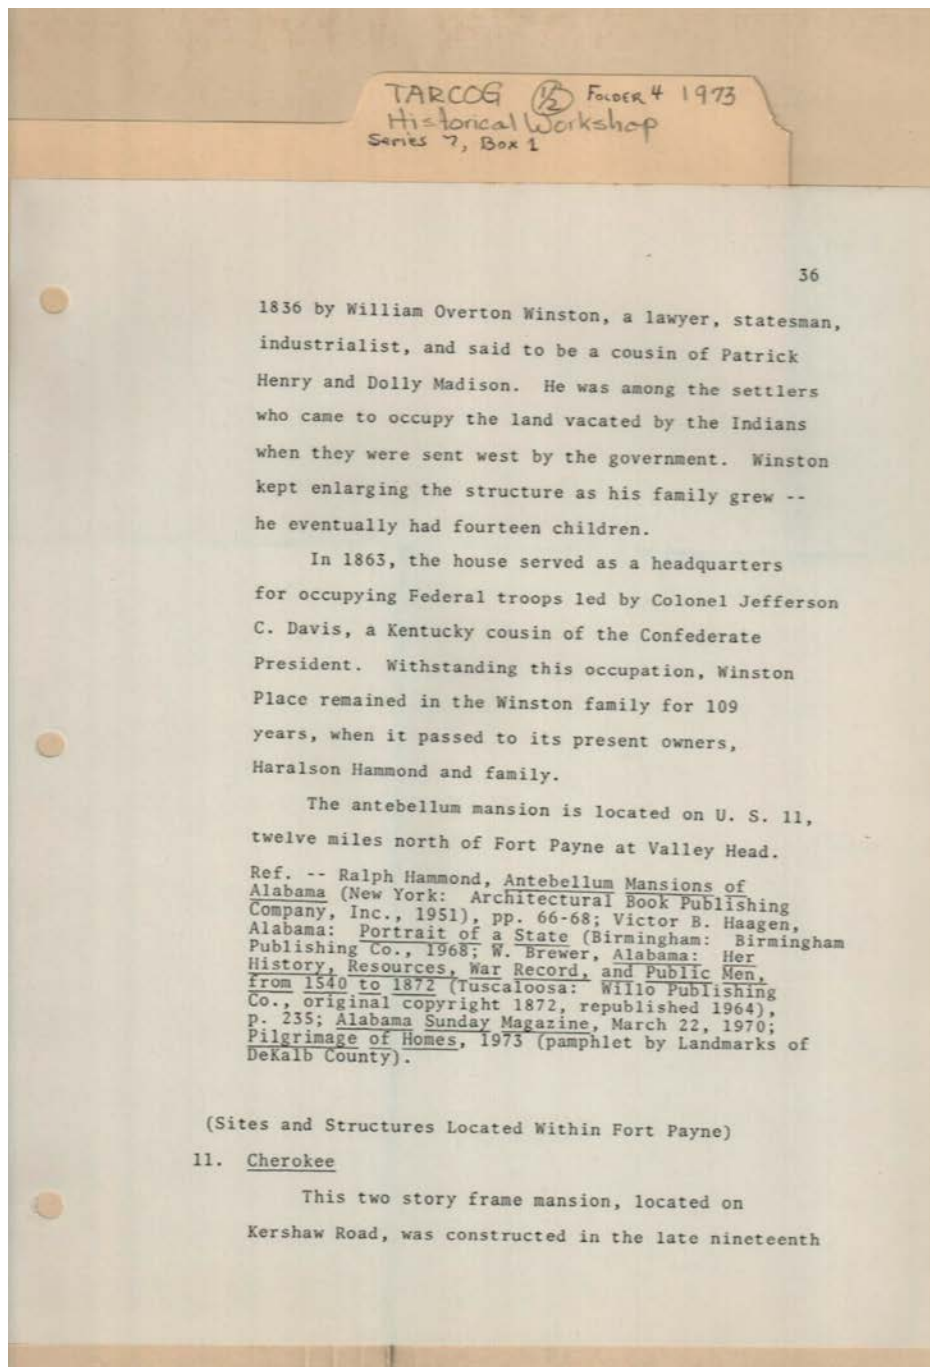 TARCOG 1/2 FOLDER 4 1973
Historical Workshop
Series 7, Box 1
36
1836 by William Overton Winston, a lawyer, statesman,
industrialist, and said to be a cousin of Patrick
Henry and Dolly Madison. He was among the settlers
who came to occupy the land vacated by the Indians
when they were sent west by the government. Winston
kept enlarging the structure as his family grew --
he eventually had fourteen children.
In 1863, the house served as a headquarters
for occupying Federal troops led by Colonel Jefferson
C. Davis, a Kentucky cousin of the Confederate
President. Withstanding this occupation, Winston
Place remained in the Winston family for 109
years, when it passed to its present owners,
Haralson Hammond and family.
The antebellum mansion is located on U. S. 11,
twelve miles north of Fort Payne at Valley Head.
Ref. -- Ralph Hammond, Antebellum Mansions of
Alabama (New York: Architectural Book Publishing
Company, Inc., 1951), pp. 66-68; Victor B. Haagen,
Alabama: Portrait of a State (Birmingham: Birmingham
Publishing Co., 1968; W. Brewer, Alabama: Her
History, Resources, War Record, and Public Men,
from 1540 to 1872 (Tuscaloosa: Willo Publishing
Co., original copyright 1872, republished 1964),
p. 235; Alabama Sunday Magazine, March 22, 1970;
Pilgrimage of Homes, 1973 (pamphlet by Landmarks of
DeKalb County).
(Sites and Structures Located Within Fort Payne)
11. Cherokee
This two story frame mansion, located on
Kershaw Road, was constructed in the late nineteenth